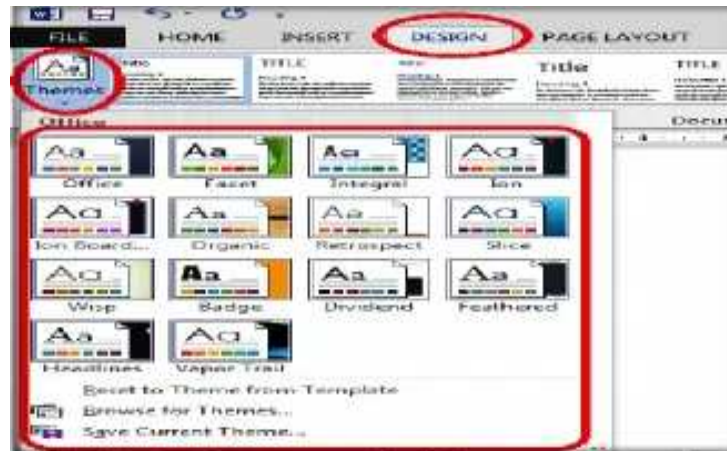 FILE HOME INSERT DESIGN PAGE LAYOUT
Aa TITLE Title TITLE
Themes
Office Docu
Aa Aa Aa Aa
Office Facet Integral Ion
Aa Aa Aa Aa
Ion Board... Organic Retrospect Slice
Aa Aa Aa Aa
Wisp Badge Dividend Feathered
Aa Aa
Headlines Vapor Trail
Reset to Theme from Template
Browse for Themes...
Save Current Theme...